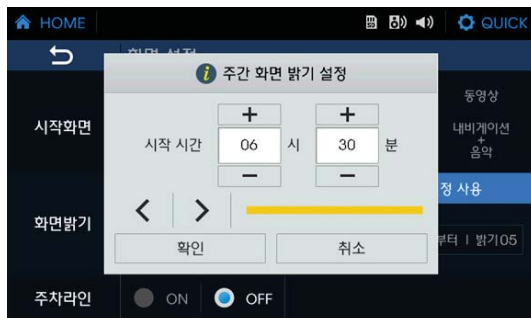 HOME
QUICK
화면 설정
주간 화면 밝기 설정
시작화면
시작 시간
+
06
−
시
+
30
−
분
동영상
내비게이션
+
음악
정 사용
화면밝기
확인
취소
부터 | 밝기05
주차라인
ON
OFF